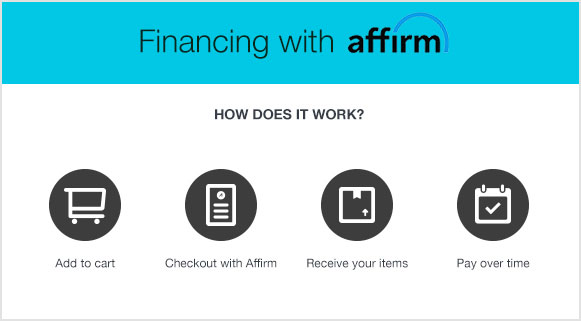 Financing with affirm
HOW DOES IT WORK?
Add to cart
Checkout with Affirm
Receive your items
Pay over time